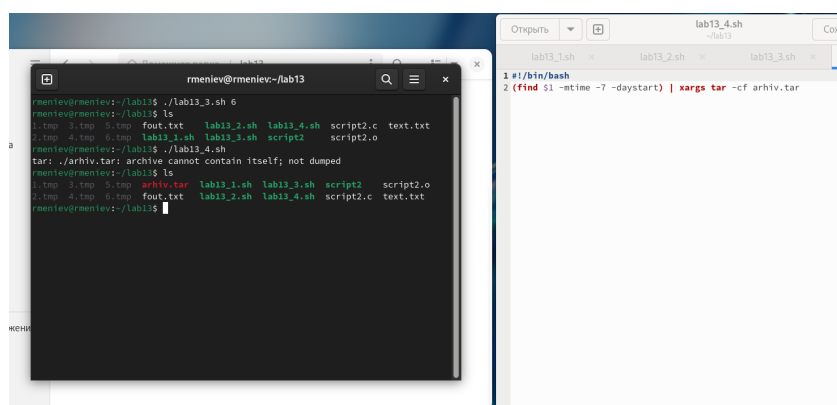 Открыть
lab13_4.sh
~/lab13
lab13_1.sh × lab13_2.sh × lab13_3.sh ×
1 #!/bin/bash
2 (find $1 -mtime -7 -daystart) | xargs tar -cf arhiv.tar
rmeniev@rmeniev:~/lab13
rmeniev@rmeniev:~/lab13$ ./lab13_3.sh 6
rmeniev@rmeniev:~/lab13$ ls
1.tmp 3.tmp 5.tmp fout.txt lab13_2.sh lab13_4.sh script2.c text.txt
2.tmp 4.tmp 6.tmp lab13_1.sh lab13_3.sh script2 script2.o
rmeniev@rmeniev:~/lab13$ ./lab13_4.sh
tar: ./arhiv.tar: archive cannot contain itself; not dumped
rmeniev@rmeniev:~/lab13$ ls
1.tmp 3.tmp 5.tmp arhiv.tar lab13_1.sh lab13_3.sh script2 script2.o
2.tmp 4.tmp 6.tmp fout.txt lab13_2.sh lab13_4.sh script2.c text.txt
rmeniev@rmeniev:~/lab13$